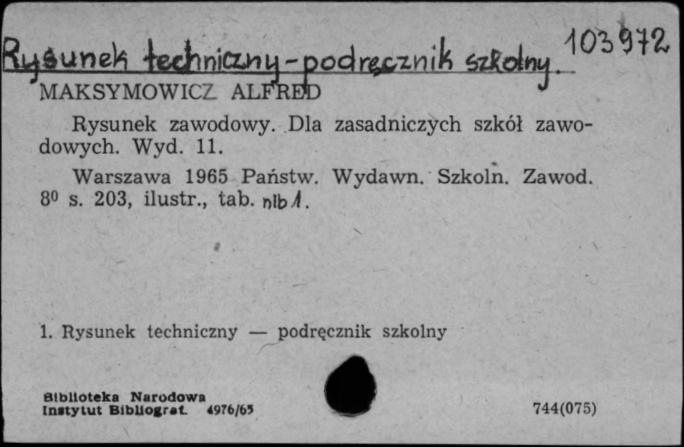 Rysunek techniczny - podręcznik szkolny. 103972
MAKSYMOWICZ ALFRED
Rysunek zawodowy. Dla zasadniczych szkół zawo-
dowych. Wyd. 11.
Warszawa 1965 Państw. Wydawn. Szkoln. Zawod.
8⁰ s. 203, ilustr., tab. nlb 1.
1. Rysunek techniczny — podręcznik szkolny
Biblioteka Narodowa
Instytut Bibliograf. 4976/65
744(075)